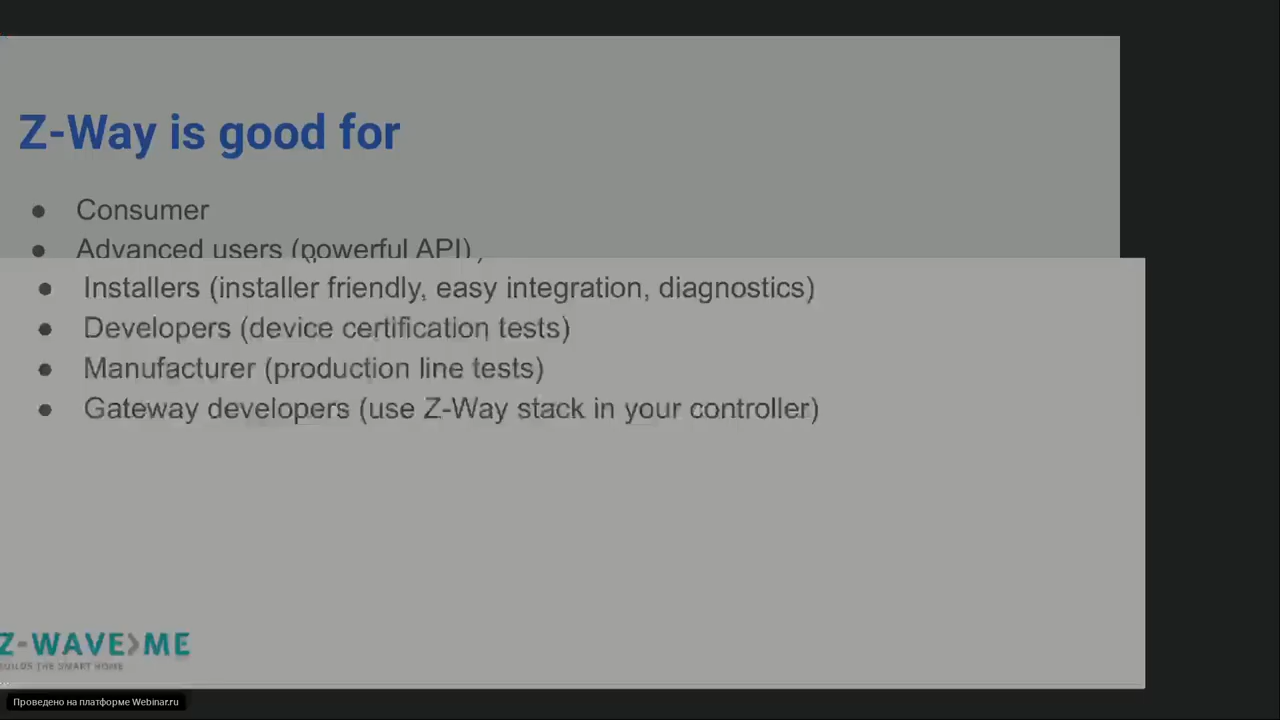 Z-Way is good for
● Consumer
● Advanced users (powerful API)
● Installers (installer friendly, easy integration, diagnostics)
● Developers (device certification tests)
● Manufacturer (production line tests)
● Gateway developers (use Z-Way stack in your controller)
Z-WAVE>ME
BUILDS THE SMART HOME
Проведено на платформе Webinar.ru